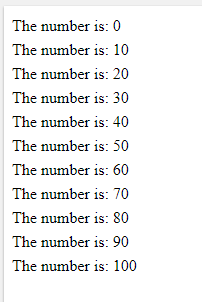 The number is: 0
The number is: 10
The number is: 20
The number is: 30
The number is: 40
The number is: 50
The number is: 60
The number is: 70
The number is: 80
The number is: 90
The number is: 100